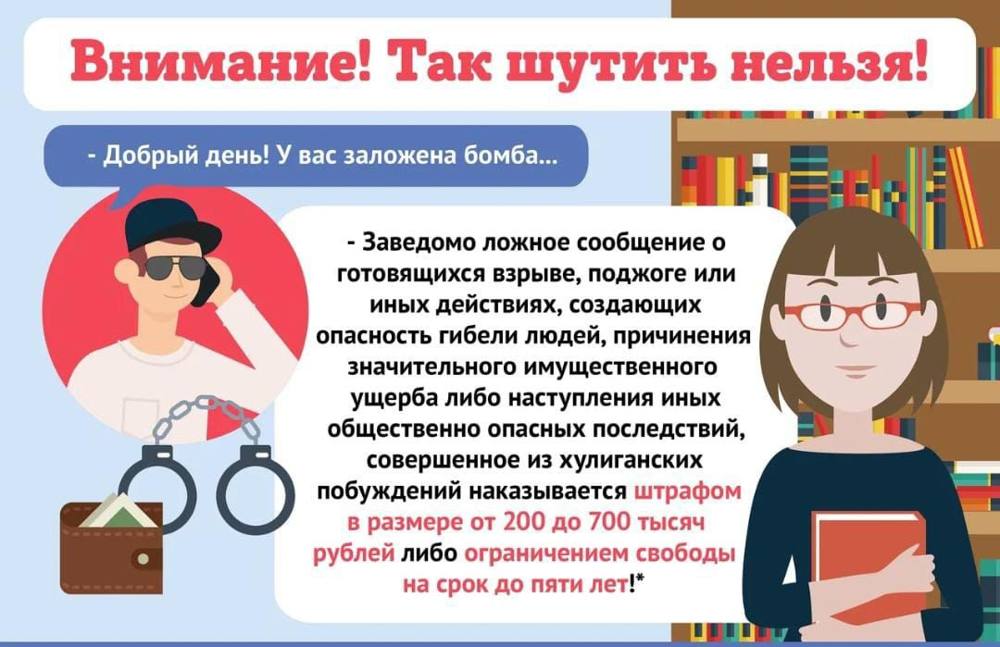 Внимание! Так шутить нельзя!
- Добрый день! У вас заложена бомба...
- Заведомо ложное сообщение о
готовящихся взрыве, поджоге или
иных действиях, создающих
опасность гибели людей, причинения
значительного имущественного
ущерба либо наступления иных
общественно опасных последствий,
совершенное из хулиганских
побуждений наказывается штрафом
в размере от 200 до 700 тысяч
рублей либо ограничением свободы
на срок до пяти лет!*